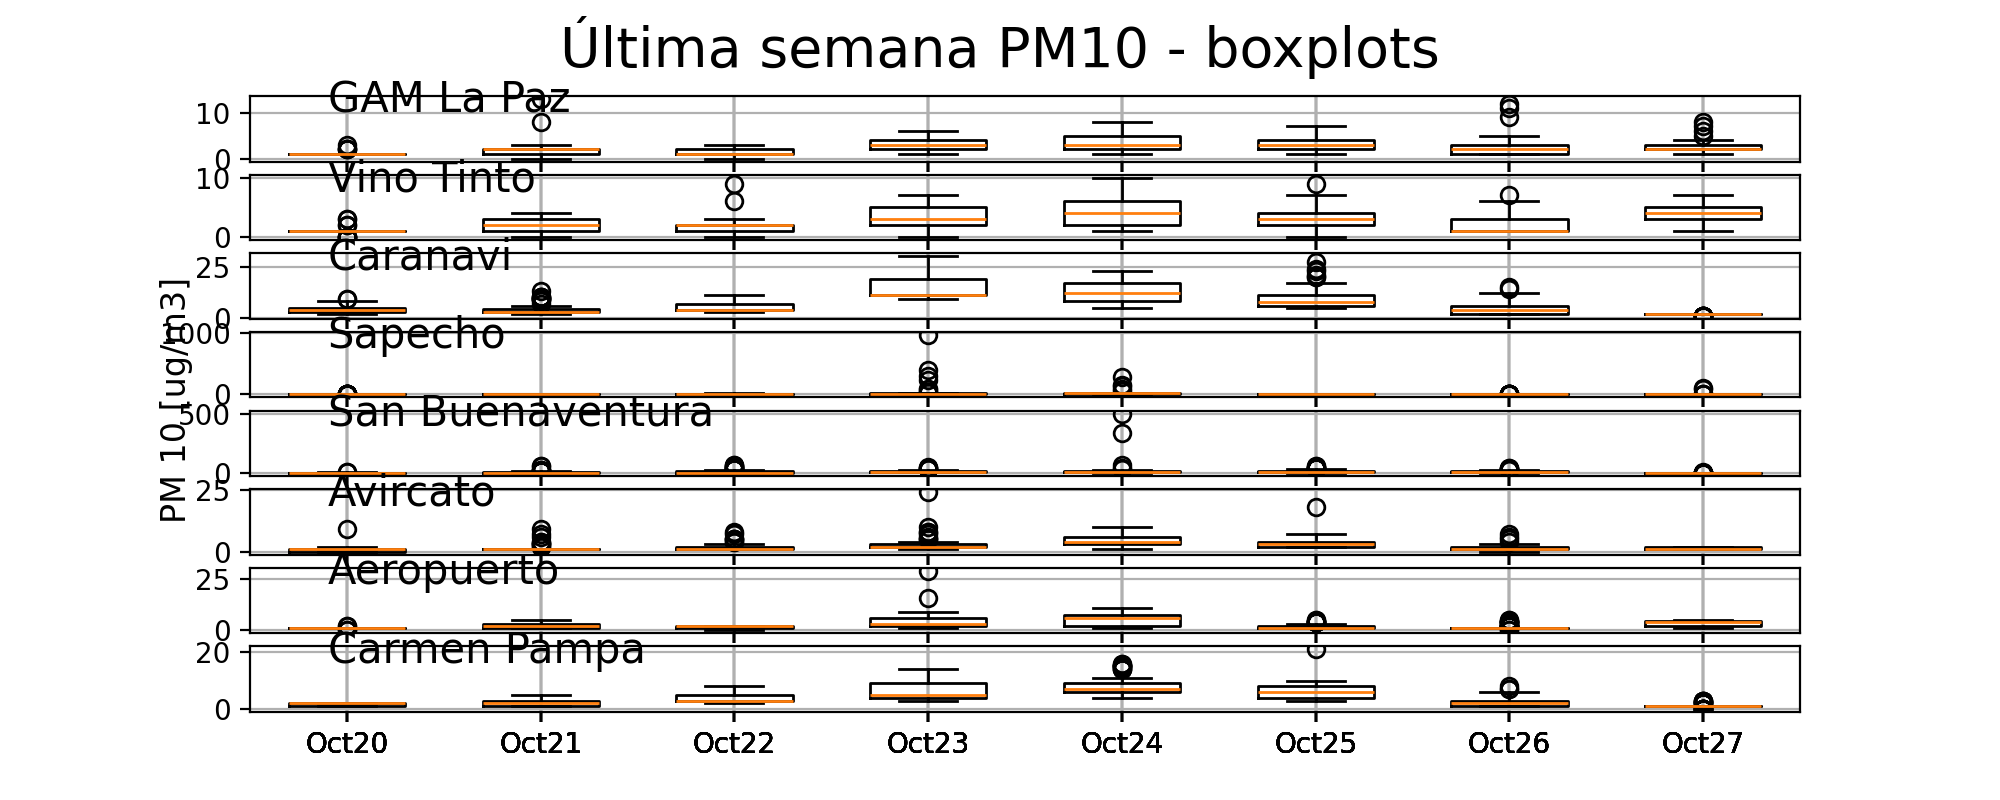 Última semana PM10 - boxplots
GAM La Paz
10
0
Vino Tinto
10
0
Caranavi
25
0
Sapecho
1000
0
San Buenaventura
500
0
Avircato
25
0
Aeropuerto
25
0
Carmen Pampa
20
0
PM 10 [ug/m3]
Oct20 Oct21 Oct22 Oct23 Oct24 Oct25 Oct26 Oct27